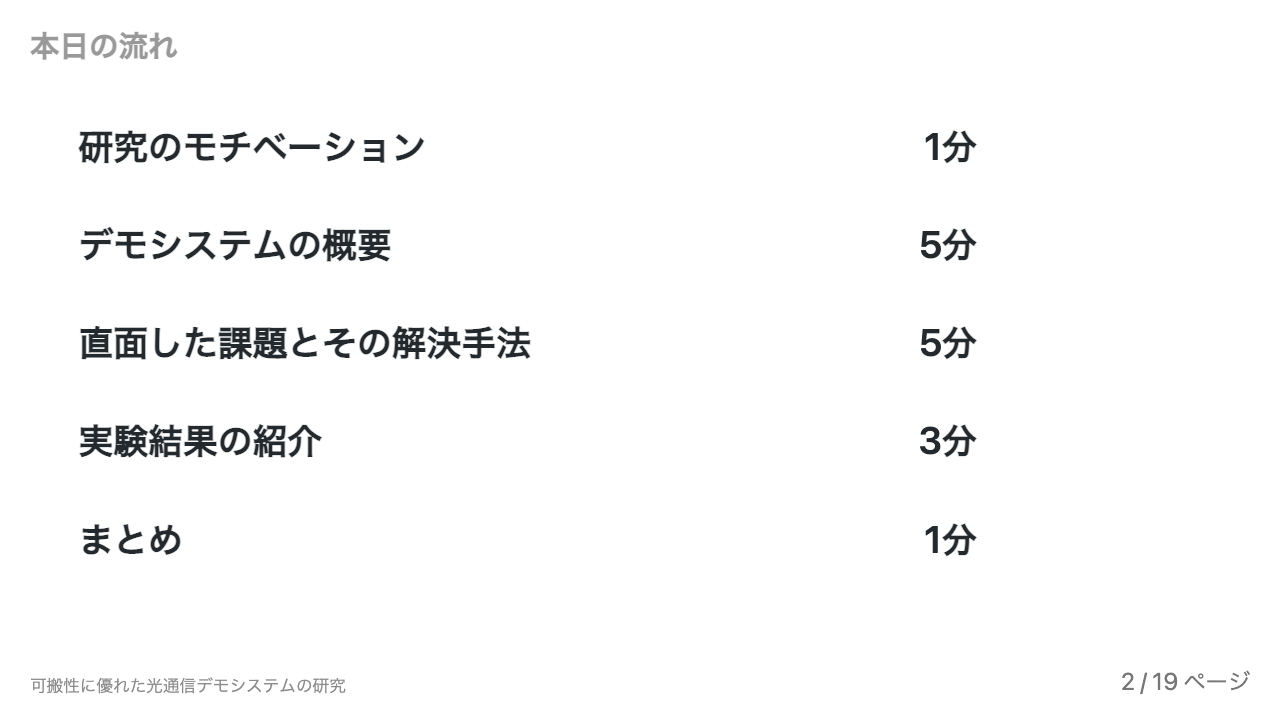 本日の流れ
研究のモチベーション 1分
デモシステムの概要 5分
直面した課題とその解決手法 5分
実験結果の紹介 3分
まとめ 1分
可搬性に優れた光通信デモシステムの研究
2 / 19 ページ